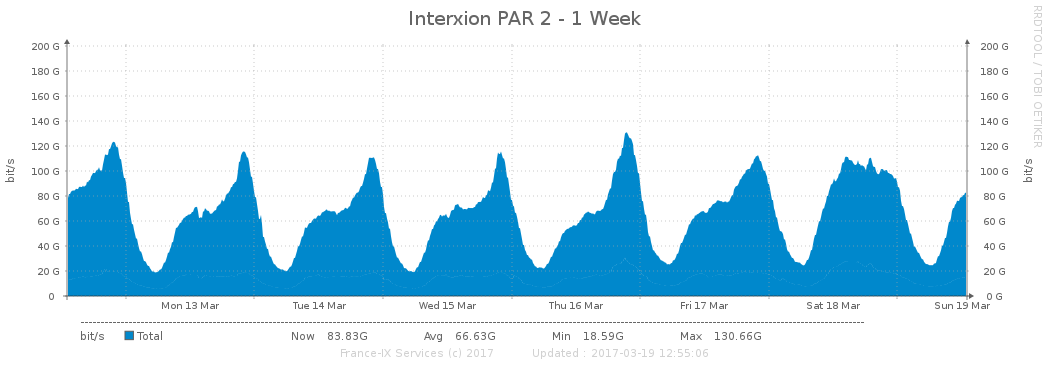 Interxion PAR 2 - 1 Week
RRDTOOL / TOBI OETIKER
bit/s
200 G 200 G
180 G 180 G
160 G 160 G
140 G 140 G
120 G 120 G
100 G 100 G
80 G 80 G
60 G 60 G
40 G 40 G
20 G 20 G
0 0 G
bit/s
Mon 13 Mar Tue 14 Mar Wed 15 Mar Thu 16 Mar Fri 17 Mar Sat 18 Mar Sun 19 Mar
bit/s Total Now 83.83G Avg 66.63G Min 18.59G Max 130.66G
France-IX Services (c) 2017 Updated : 2017-03-19 12:55:06